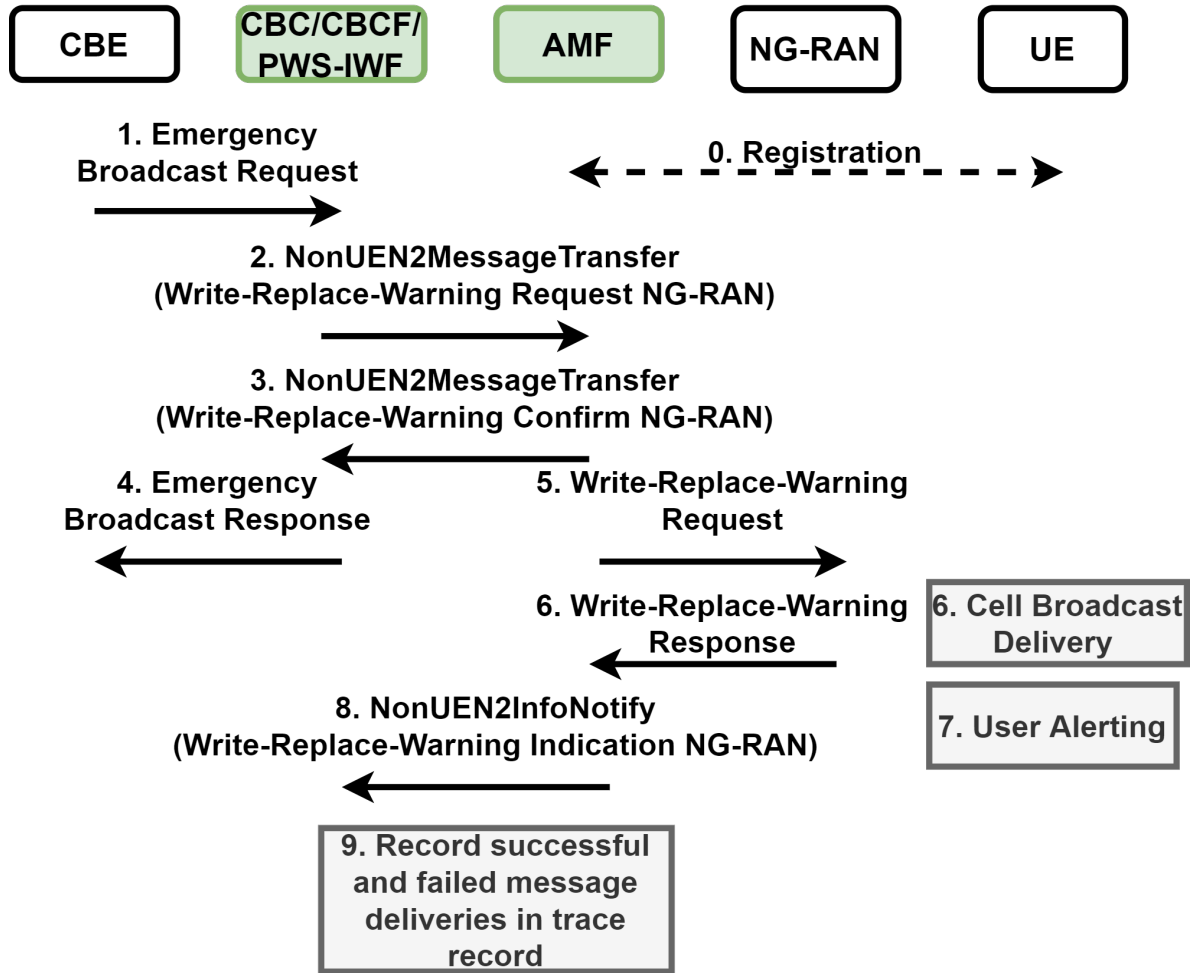 CBE
CBC/CBCF/
PWS-IWF
AMF
NG-RAN
UE
1. Emergency
Broadcast Request
0. Registration
2. NonUEN2MessageTransfer
(Write-Replace-Warning Request NG-RAN)
3. NonUEN2MessageTransfer
(Write-Replace-Warning Confirm NG-RAN)
4. Emergency
Broadcast Response
5. Write-Replace-Warning
Request
6. Write-Replace-Warning
Response
6. Cell Broadcast
Delivery
7. User Alerting
8. NonUEN2InfoNotify
(Write-Replace-Warning Indication NG-RAN)
9. Record successful
and failed message
deliveries in trace
record